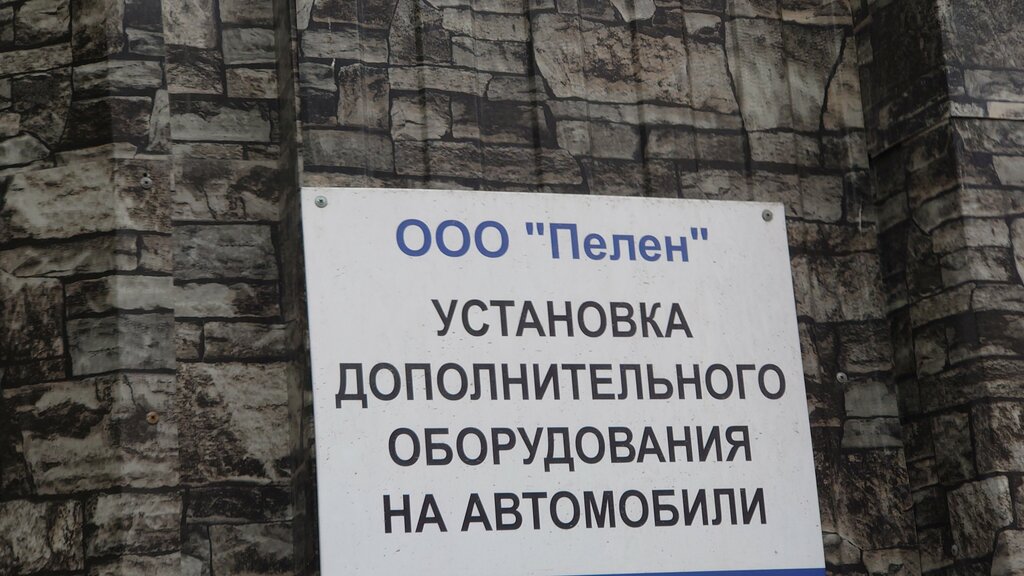 ООО "Пелен"
УСТАНОВКА
ДОПОЛНИТЕЛЬНОГО
ОБОРУДОВАНИЯ
НА АВТОМОБИЛИ